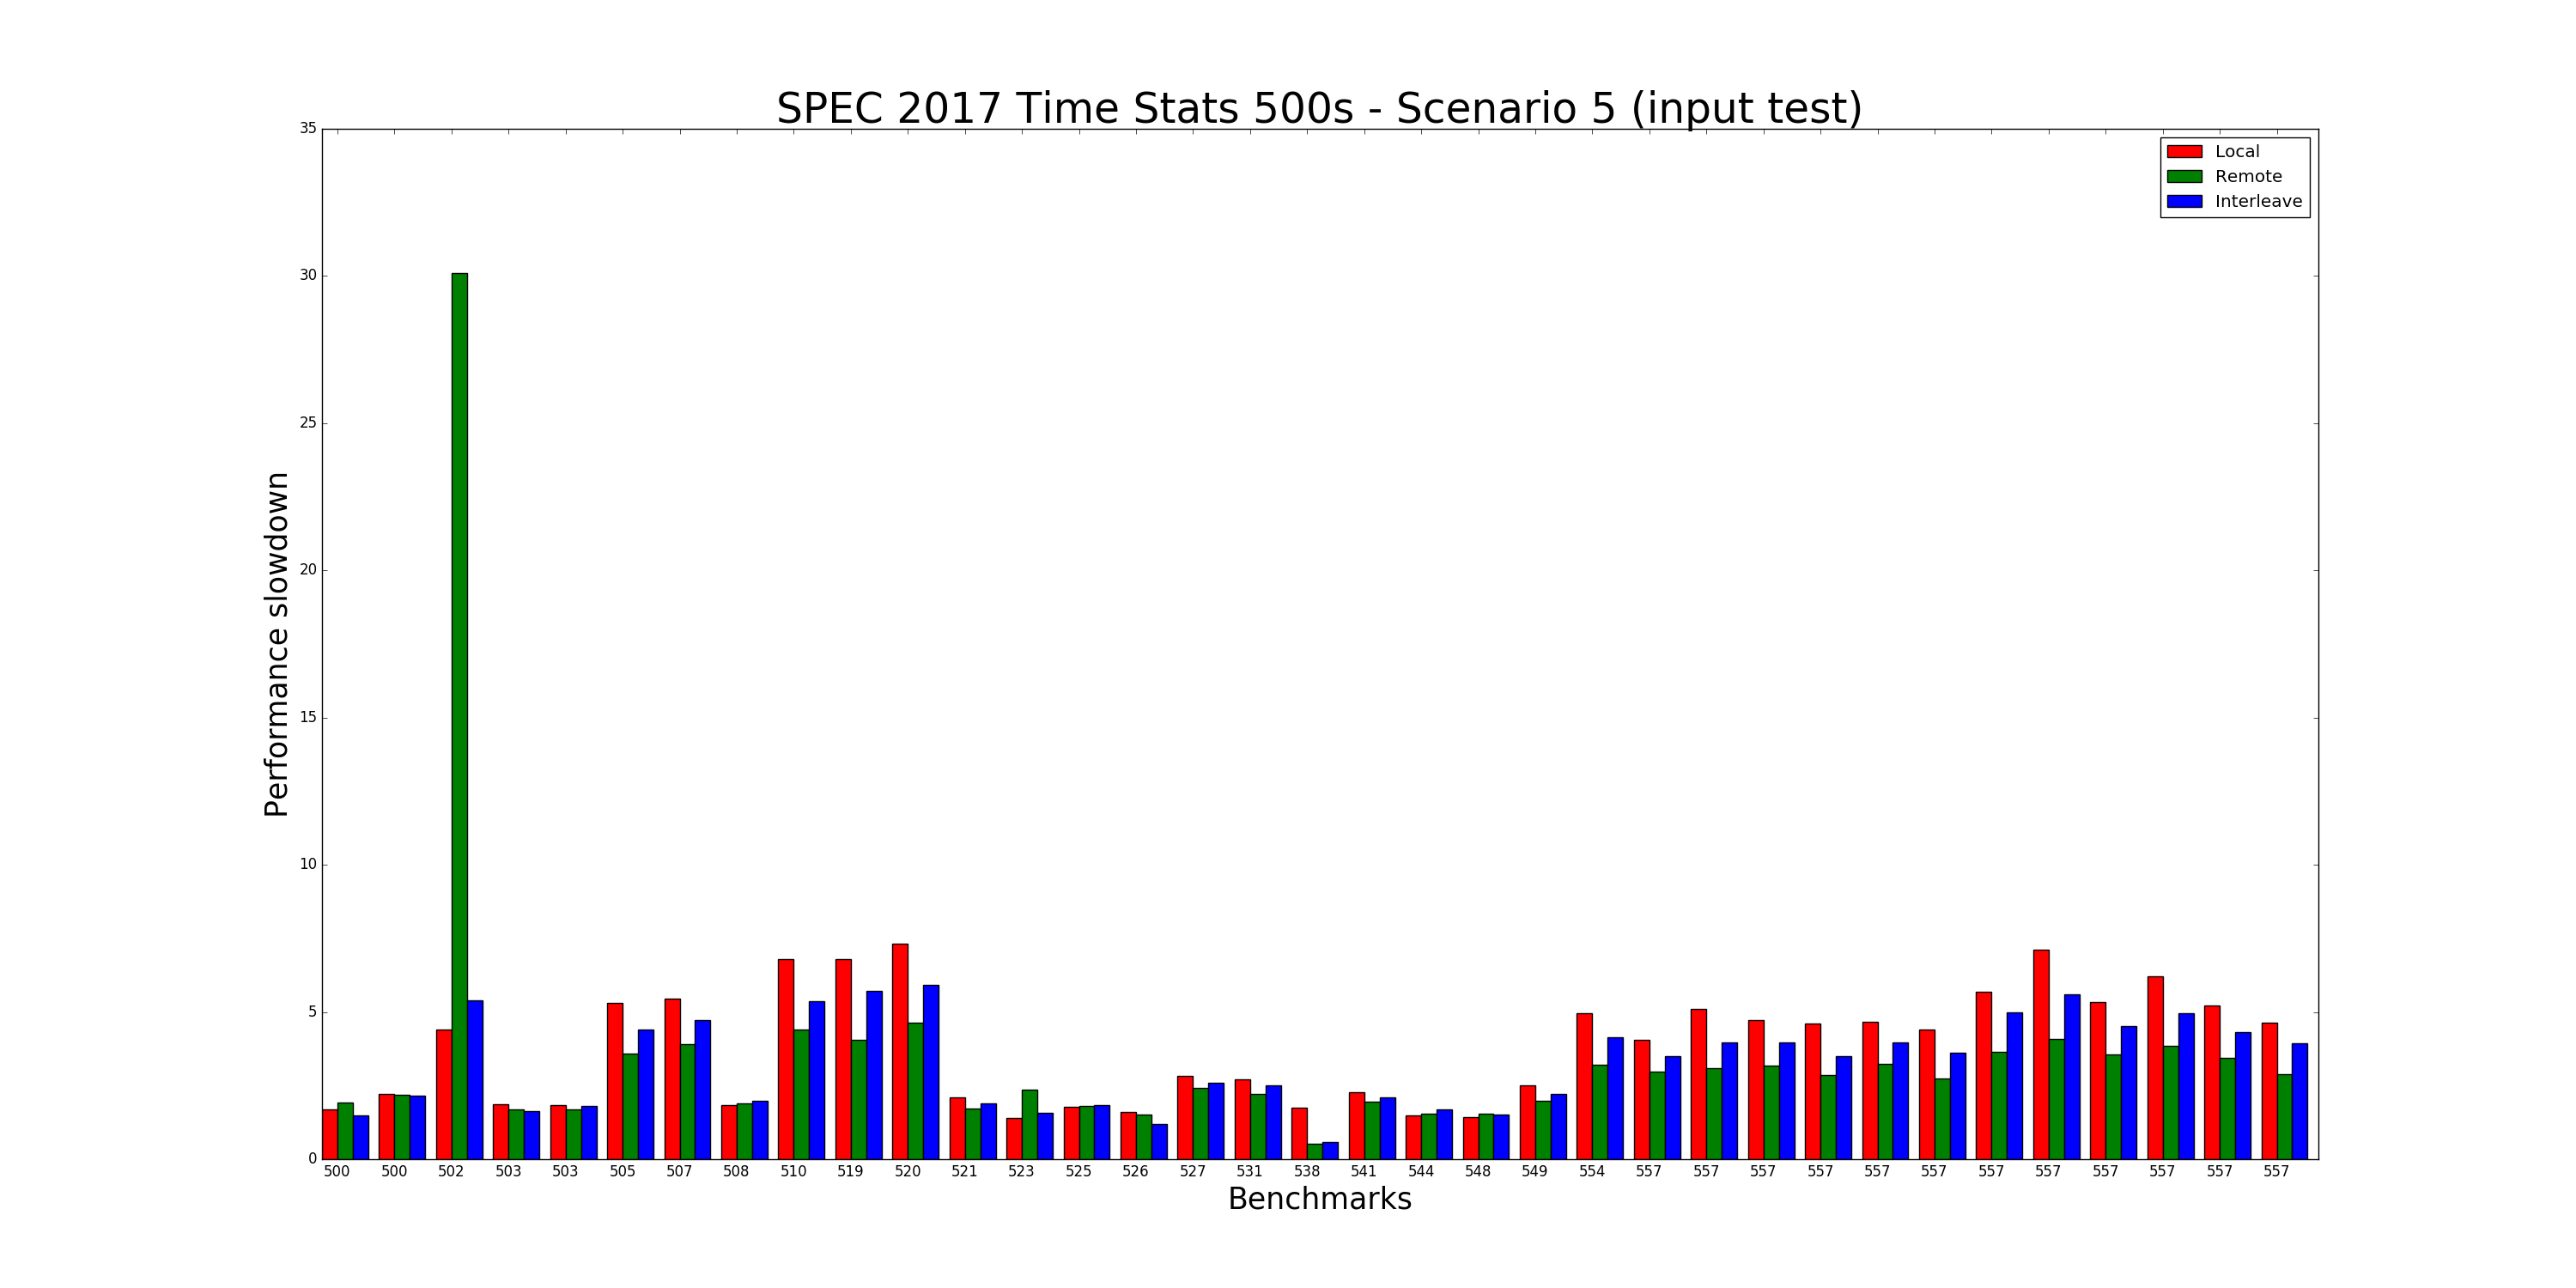 SPEC 2017 Time Stats 500s - Scenario 5 (input test)
35
30
25
20
15
10
5
0
Performance slowdown
Local
Remote
Interleave
500 500 502 503 503 505 507 508 510 519 520 521 523 525 526 527 531 538 541 544 548 549 554 557 557 557 557 557 557 557 557 557 557 557 557
Benchmarks